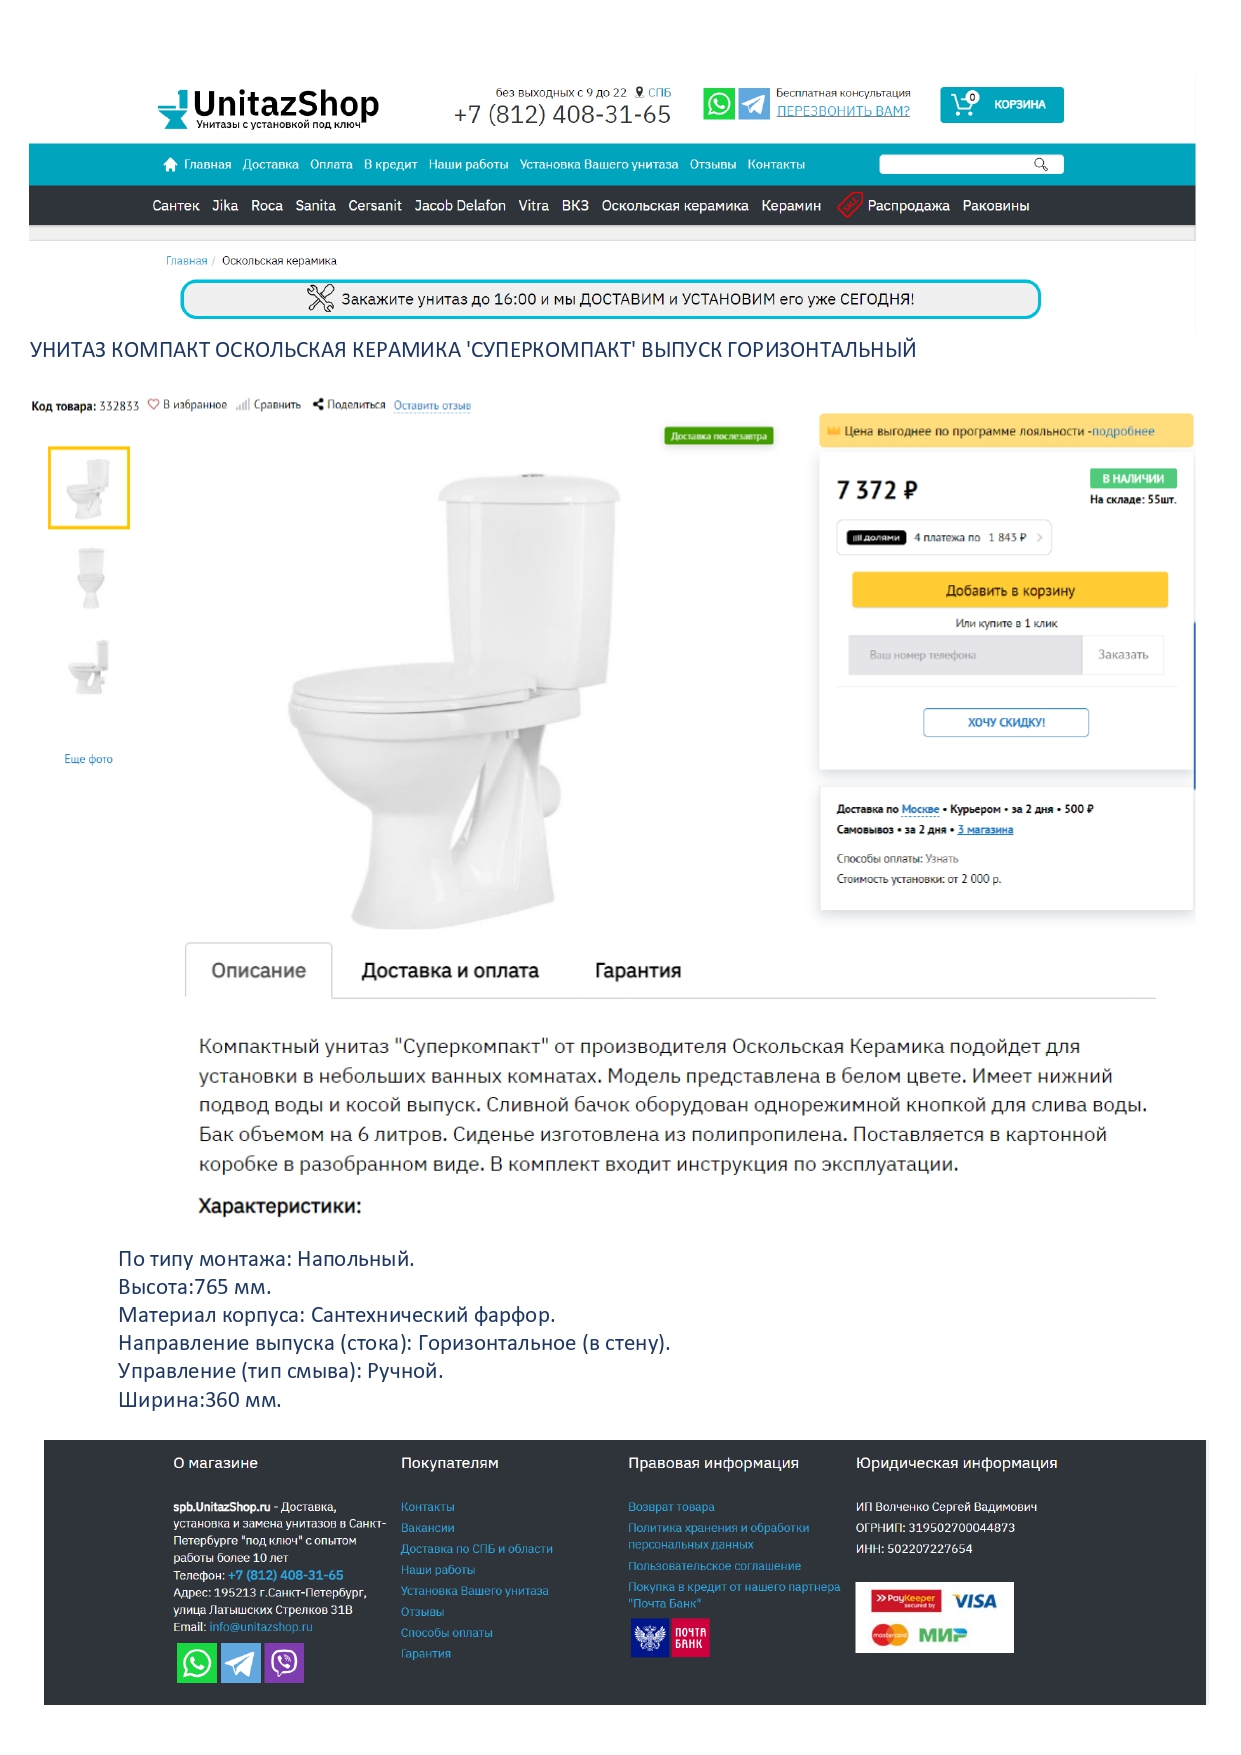 UnitazShop
Унитазы с установкой под ключ
без выходных с 9 до 22 СПБ
+7 (812) 408-31-65
Бесплатная консультация
ПЕРЕЗВОНИТЬ ВАМ?
0 КОРЗИНА
Главная Доставка Оплата В кредит Наши работы Установка Вашего унитаза Отзывы Контакты
Сантек Jika Roca Sanita Cersanit Jacob Delafon Vitra ВКЗ Оскольская керамика Керамин SALE Распродажа Раковины
Главная / Оскольская керамика
Закажите унитаз до 16:00 и мы ДОСТАВИМ и УСТАНОВИМ его уже СЕГОДНЯ!
УНИТАЗ КОМПАКТ ОСКОЛЬСКАЯ КЕРАМИКА 'СУПЕРКОМПАКТ' ВЫПУСК ГОРИЗОНТАЛЬНЫЙ
Код товара: 332833 В избранное Сравнить Поделиться Оставить отзыв
Доставка послезавтра
Цена выгоднее по программе лояльности -подробнее
7 372 ₽
В НАЛИЧИИ
На складе: 55шт.
долями 4 платежа по 1 843 ₽
Добавить в корзину
Или купите в 1 клик
Ваш номер телефона Заказать
ХОЧУ СКИДКУ!
Еще фото
Доставка по Москве • Курьером • за 2 дня • 500 ₽
Самовывоз • за 2 дня • 3 магазина
Способы оплаты: Узнать
Стоимость установки: от 2 000 р.
Описание Доставка и оплата Гарантия
Компактный унитаз "Суперкомпакт" от производителя Оскольская Керамика подойдет для
установки в небольших ванных комнатах. Модель представлена в белом цвете. Имеет нижний
подвод воды и косой выпуск. Сливной бачок оборудован однорежимной кнопкой для слива воды.
Бак объемом на 6 литров. Сиденье изготовлена из полипропилена. Поставляется в картонной
коробке в разобранном виде. В комплект входит инструкция по эксплуатации.
Характеристики:
По типу монтажа: Напольный.
Высота:765 мм.
Материал корпуса: Сантехнический фарфор.
Направление выпуска (стока): Горизонтальное (в стену).
Управление (тип смыва): Ручной.
Ширина:360 мм.
О магазине
spb.UnitazShop.ru - Доставка,
установка и замена унитазов в Санкт-
Петербурге "под ключ" с опытом
работы более 10 лет
Телефон: +7 (812) 408-31-65
Адрес: 195213 г.Санкт-Петербург,
улица Латышских Стрелков 31В
Email: info@unitazshop.ru
Покупателям
Контакты
Вакансии
Доставка по СПБ и области
Наши работы
Установка Вашего унитаза
Отзывы
Способы оплаты
Гарантия
Правовая информация
Возврат товара
Политика хранения и обработки
персональных данных
Пользовательское соглашение
Покупка в кредит от нашего партнера
"Почта Банк"
ПОЧТА
БАНК
Юридическая информация
ИП Волченко Сергей Вадимович
ОГРНИП: 319502700044873
ИНН: 502207227654
PayKeeper
secured by
VISA
mastercard
МИР